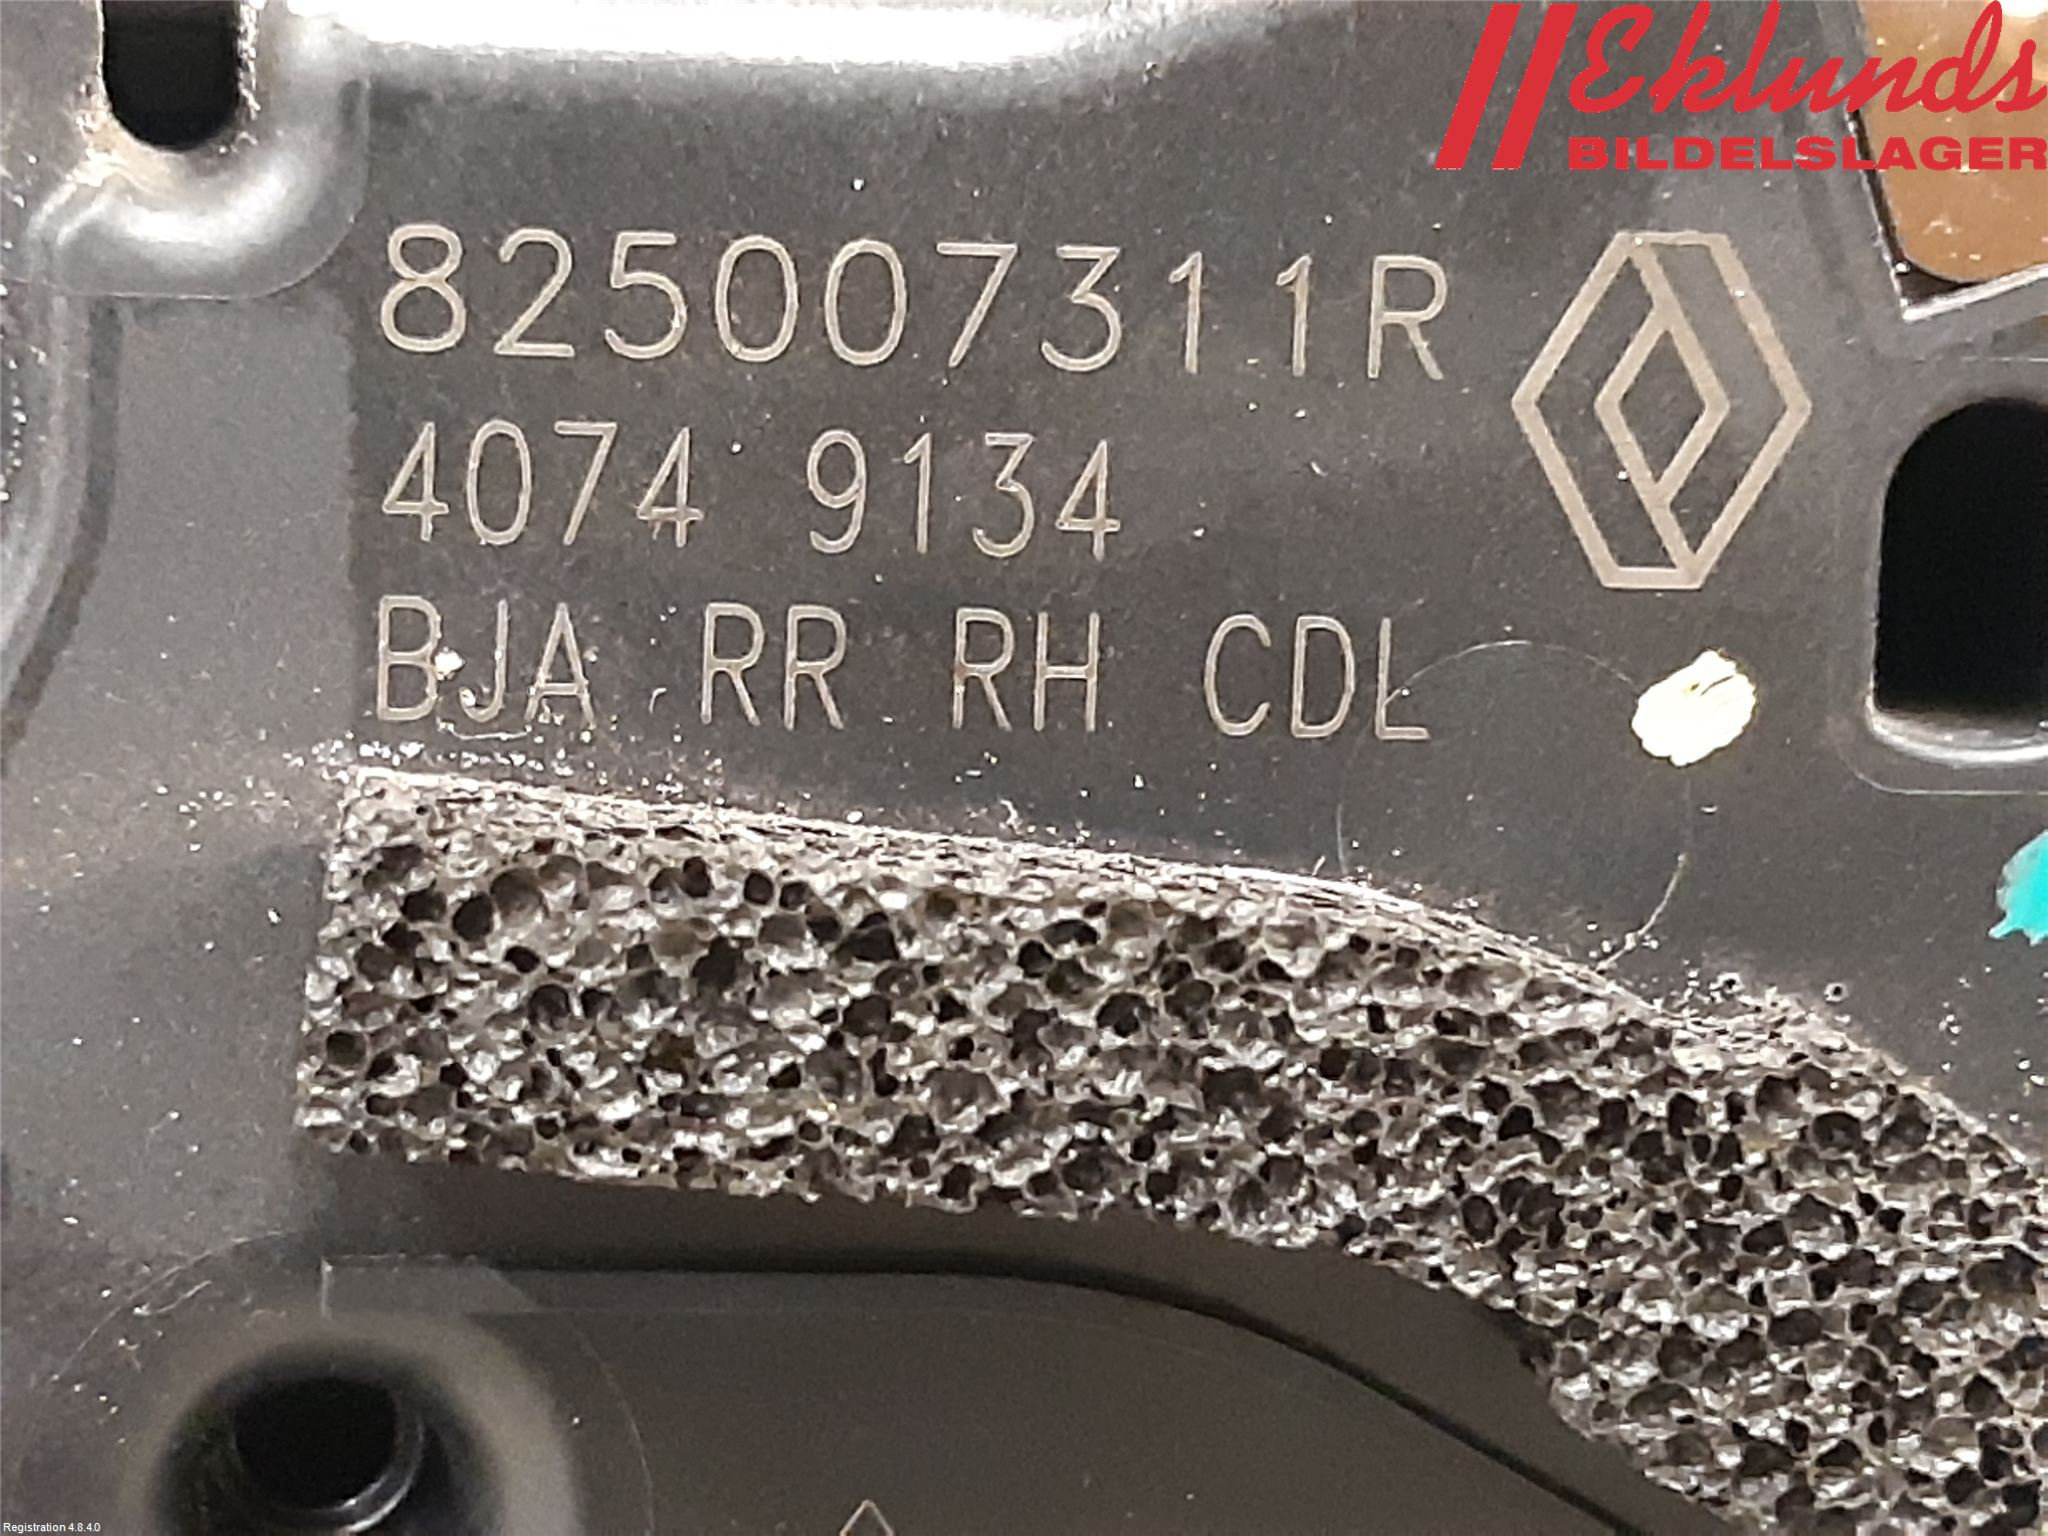 Eklunds
BILDELSLAGER
825007311R
4074 9134
BJA RR RH CDL
Registration 4.8.4.0